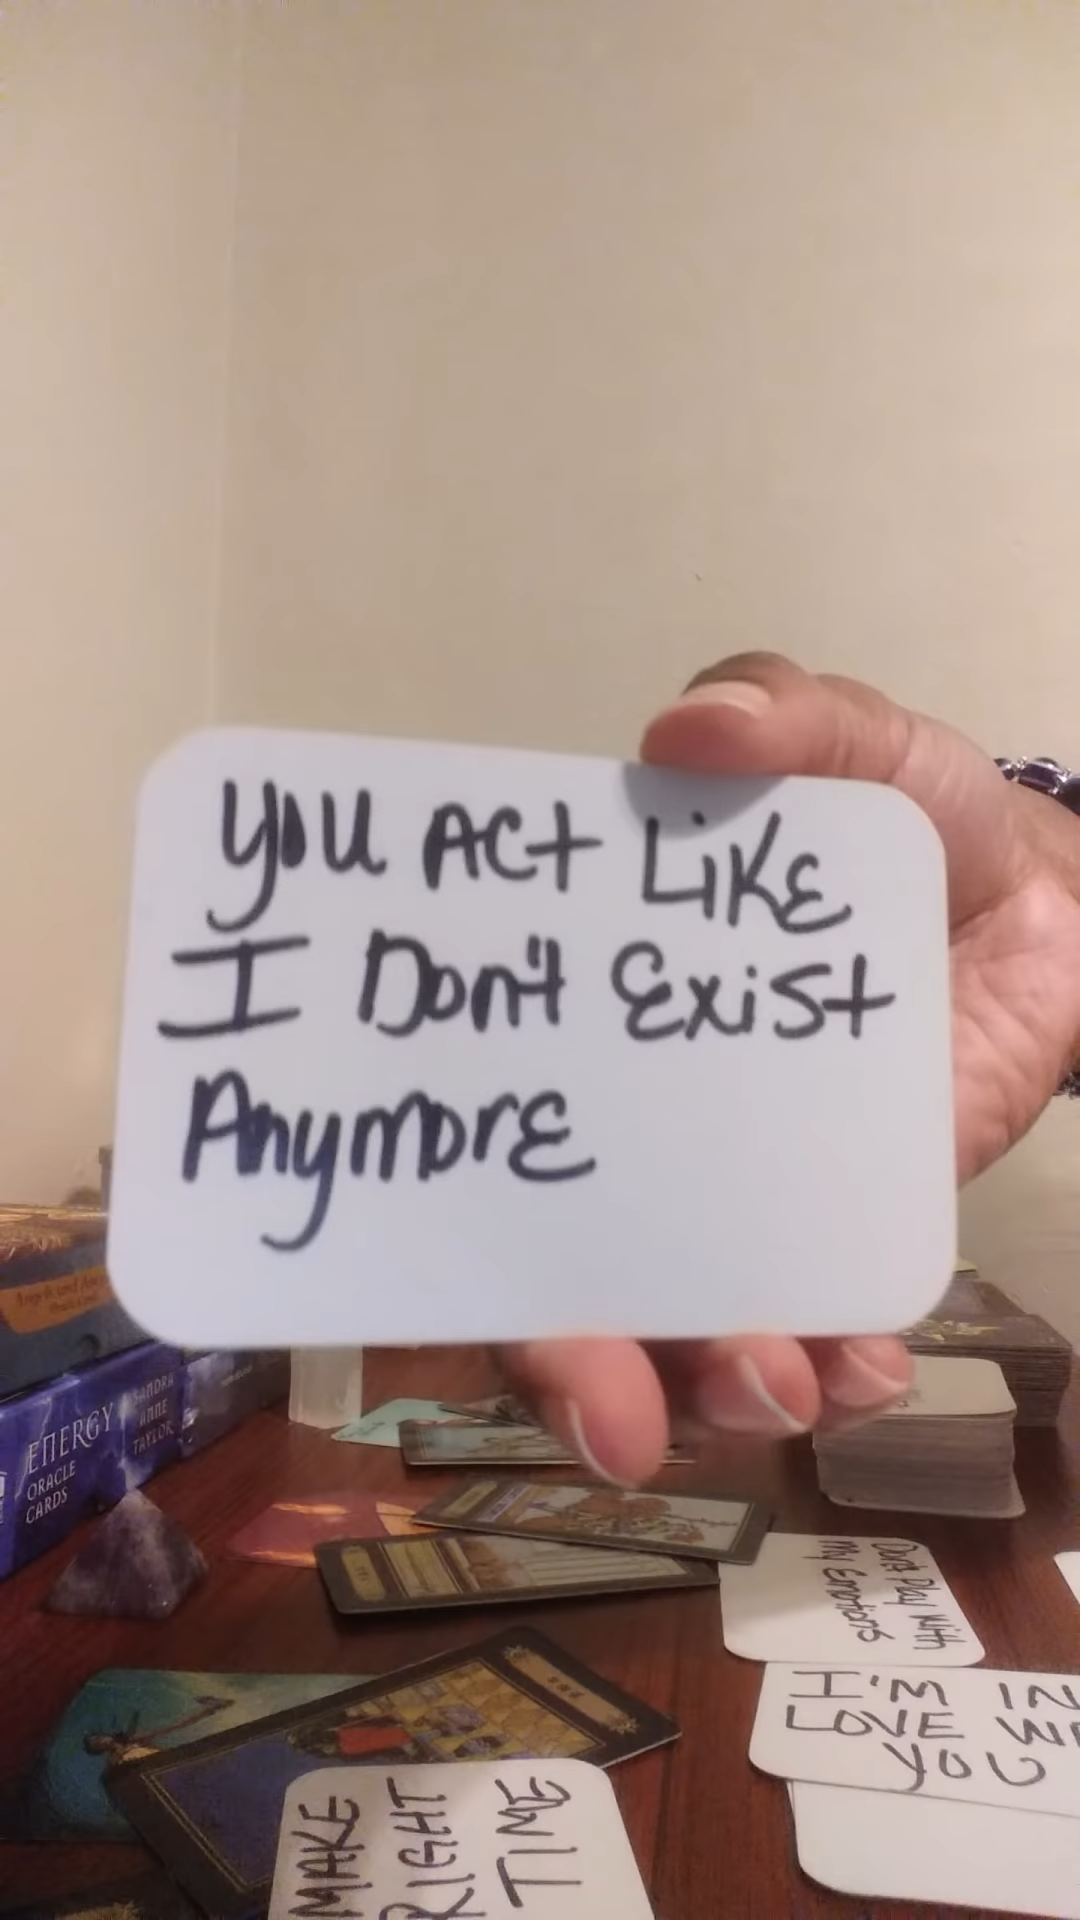 You Act Like
I Don't Exist
Anymore
ENERGY
ORACLE
CARDS
SANDRA
ANNE
TAYLOR
Don't Play With
My Emotions
I'M IN
LOVE
YOU
MAKE
RIGHT
TIME